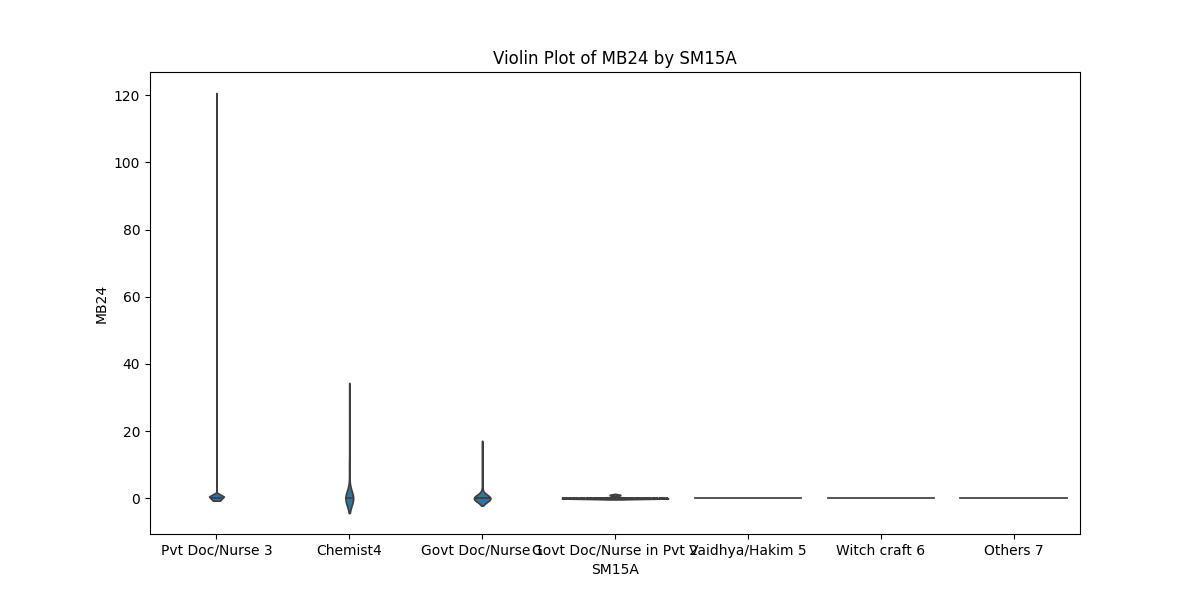 Violin Plot of MB24 by SM15A
120
100
80
60
40
20
0
MB24
Pvt Doc/Nurse 3 Chemist4 Govt Doc/Nurse 1 Govt Doc/Nurse in Pvt 2 Vaidhya/Hakim 5 Witch craft 6 Others 7
SM15A